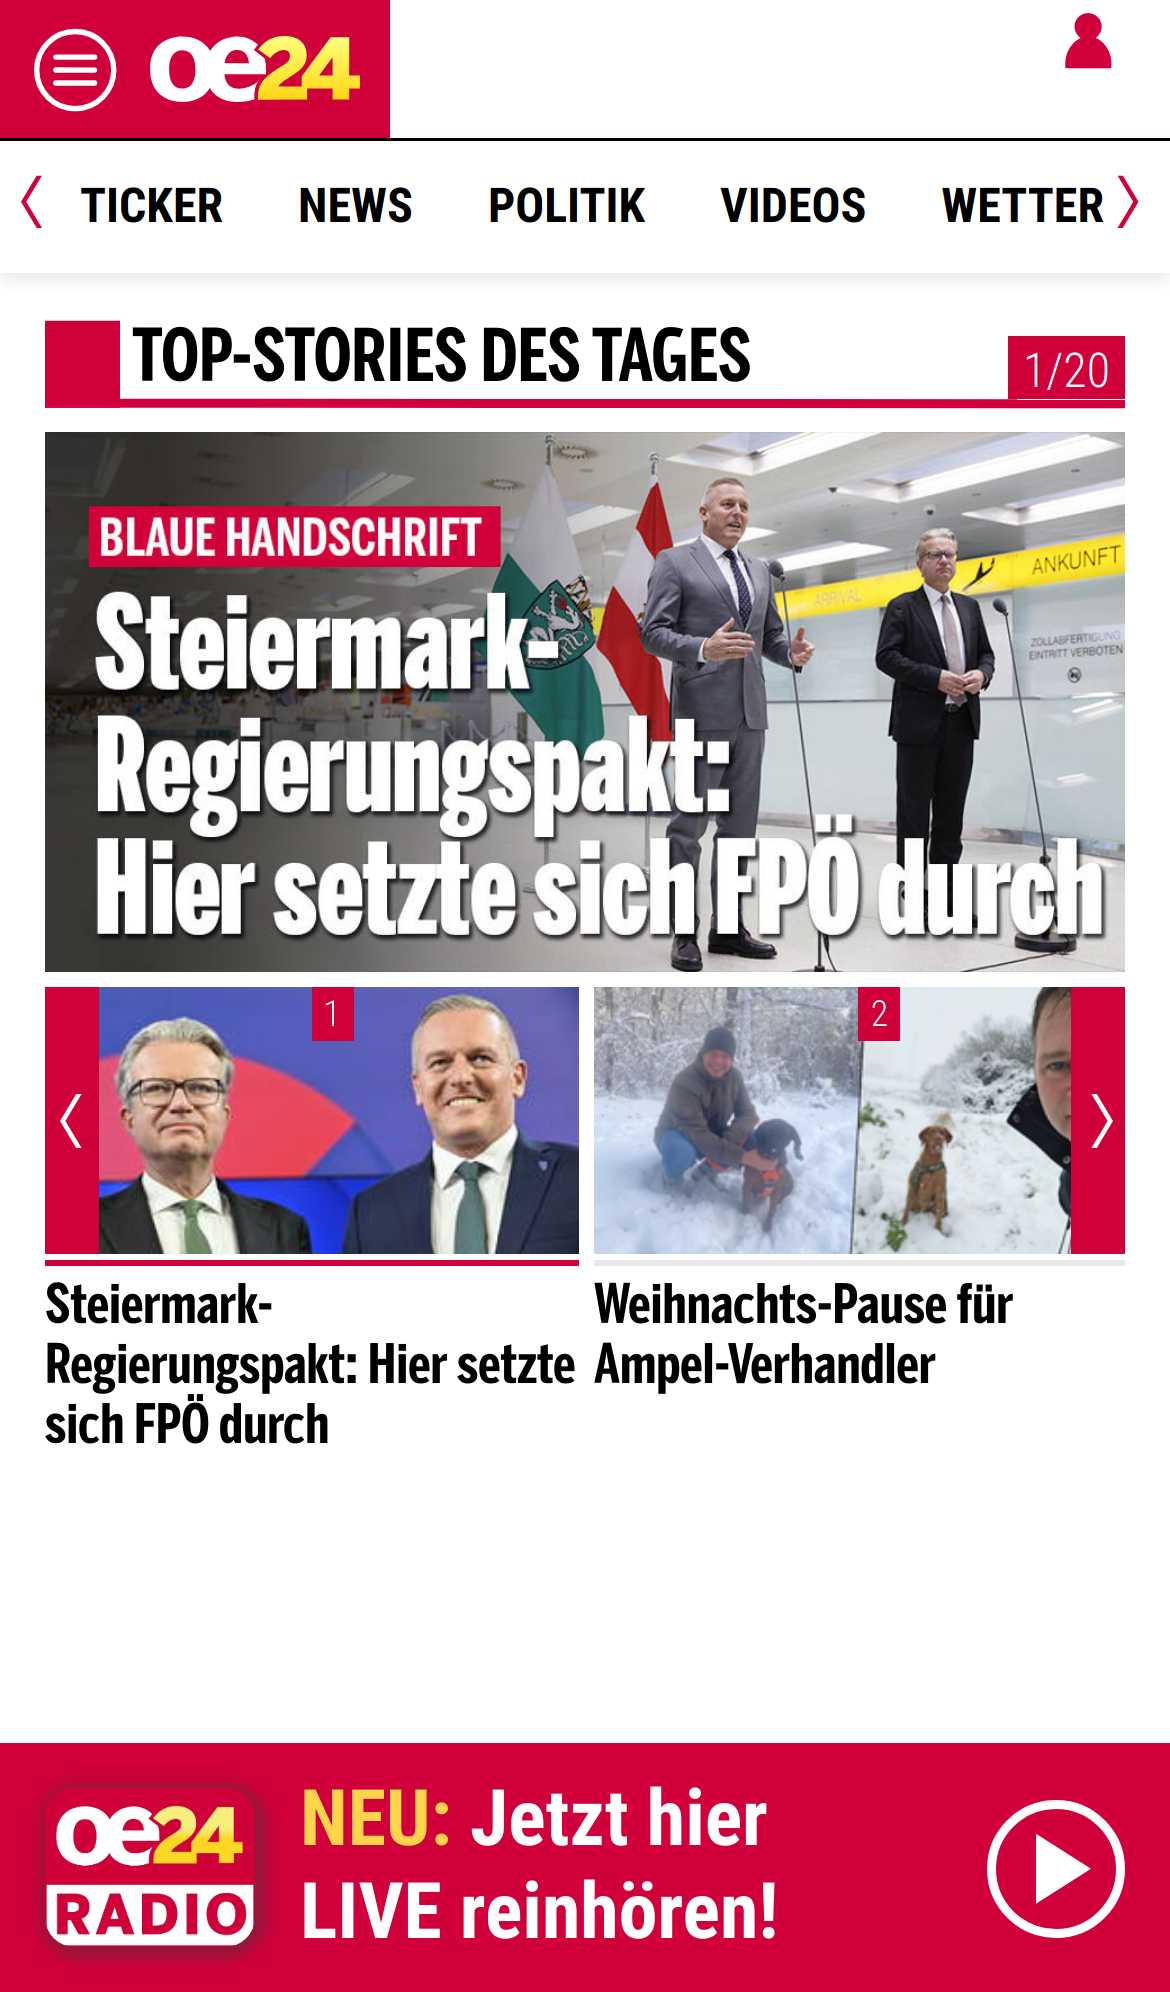 oe24
TICKER NEWS POLITIK VIDEOS WETTER
TOP-STORIES DES TAGES
1/20
BLAUE HANDSCHRIFT
Steiermark-
Regierungspakt:
Hier setzte sich FPÖ durch
ARRIVAL
ANKUNFT
ZOLLABFERTIGUNG
EINTRITT VERBOTEN
1
2
Steiermark-
Regierungspakt: Hier setzte
sich FPÖ durch
Weihnachts-Pause für
Ampel-Verhandler
oe24
RADIO
NEU: Jetzt hier
LIVE reinhören!